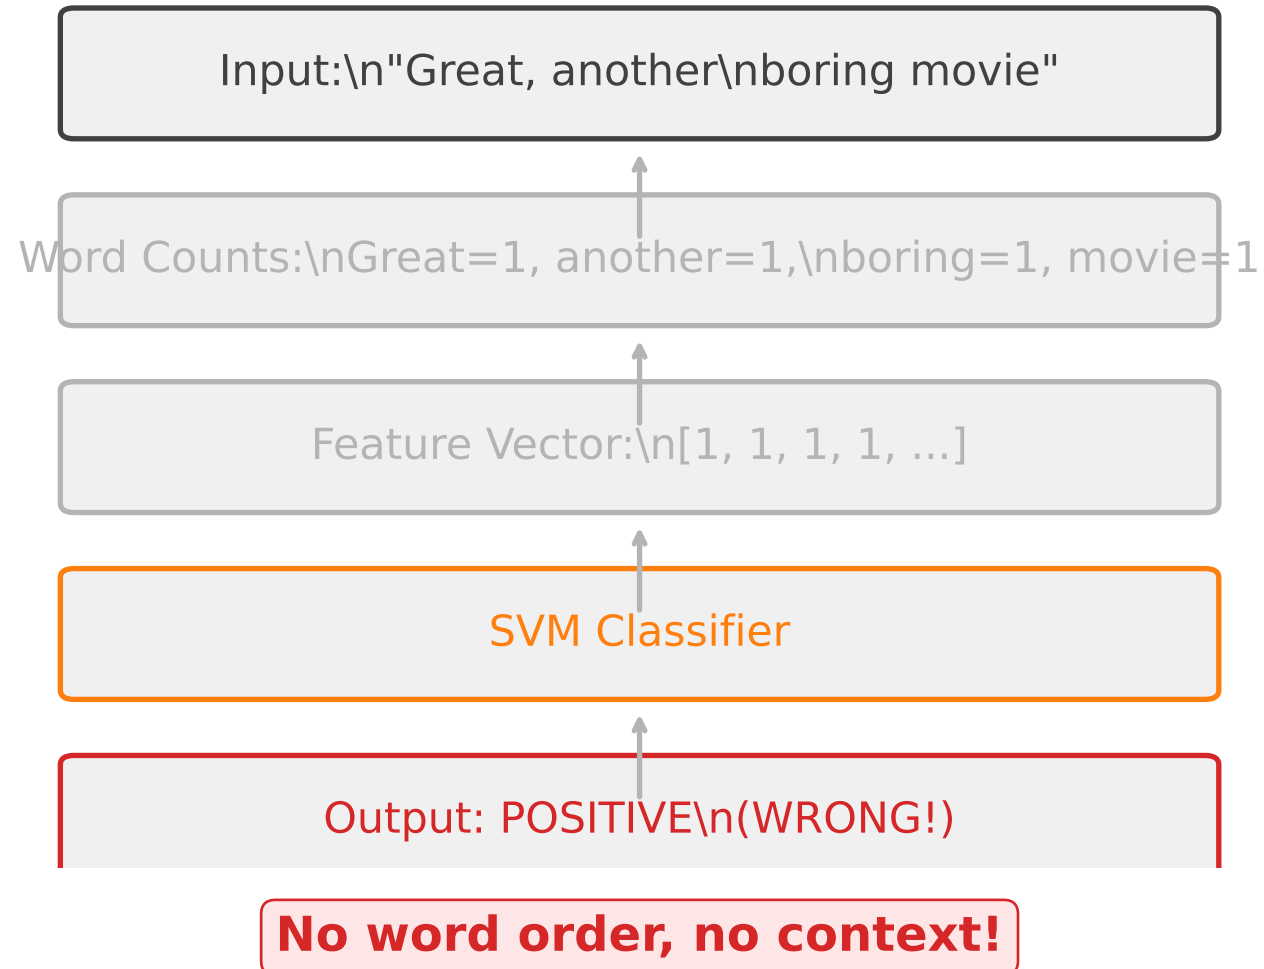 Input:\n"Great, another\nboring movie"
Word Counts:\nGreat=1, another=1,\nboring=1, movie=1
Feature Vector:\n[1, 1, 1, 1, ...]
SVM Classifier
Output: POSITIVE\n(WRONG!)
No word order, no context!